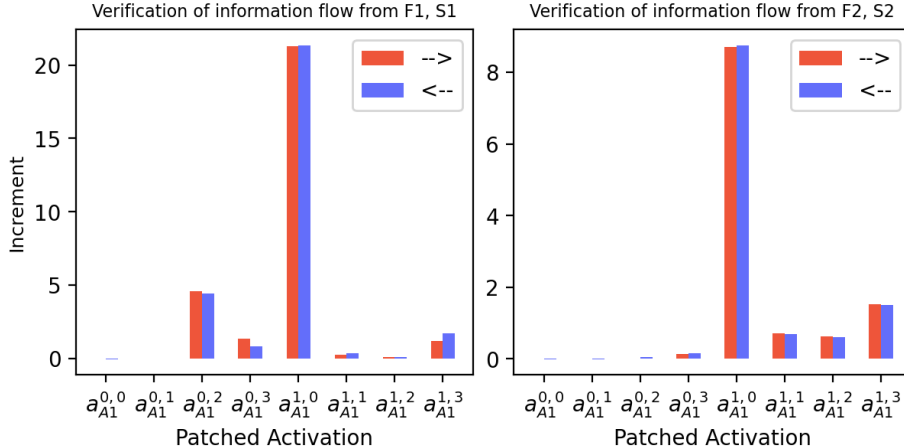 Verification of information flow from F1, S1
Increment
20
15
10
5
0
-->
<--
a_{A1}^{0,0} a_{A1}^{0,1} a_{A1}^{0,2} a_{A1}^{0,3} a_{A1}^{1,0} a_{A1}^{1,1} a_{A1}^{1,2} a_{A1}^{1,3}
Patched Activation
Verification of information flow from F2, S2
8
6
4
2
0
-->
<--
a_{A1}^{0,0} a_{A1}^{0,1} a_{A1}^{0,2} a_{A1}^{0,3} a_{A1}^{1,0} a_{A1}^{1,1} a_{A1}^{1,2} a_{A1}^{1,3}
Patched Activation